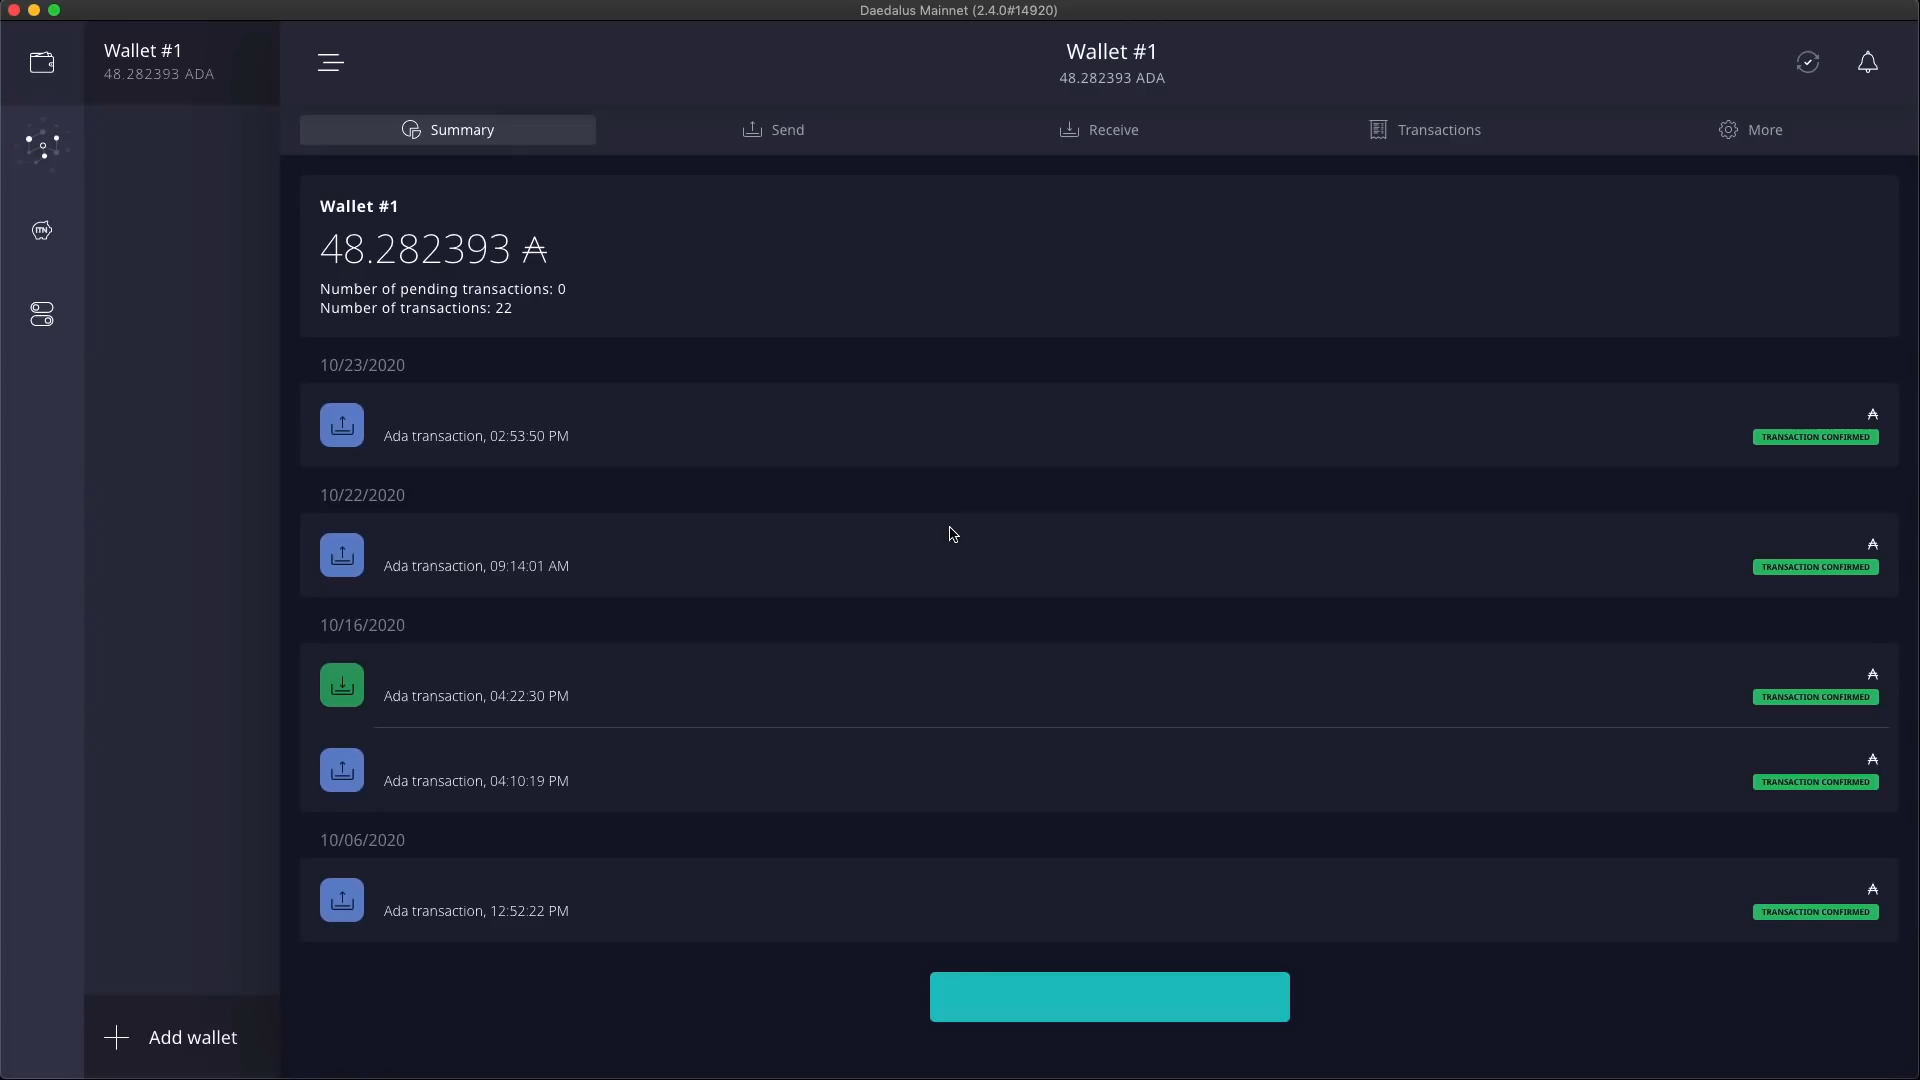 Daedalus Mainnet (2.4.0#14920)
Wallet #1
48.282393 ADA
Wallet #1
48.282393 ADA
Summary
Send
Receive
Transactions
More
ITN
Wallet #1
48.282393 ₳
Number of pending transactions: 0
Number of transactions: 22
10/23/2020
₳
Ada transaction, 02:53:50 PM
TRANSACTION CONFIRMED
10/22/2020
₳
Ada transaction, 09:14:01 AM
TRANSACTION CONFIRMED
10/16/2020
₳
Ada transaction, 04:22:30 PM
TRANSACTION CONFIRMED
₳
Ada transaction, 04:10:19 PM
TRANSACTION CONFIRMED
10/06/2020
₳
Ada transaction, 12:52:22 PM
TRANSACTION CONFIRMED
Add wallet